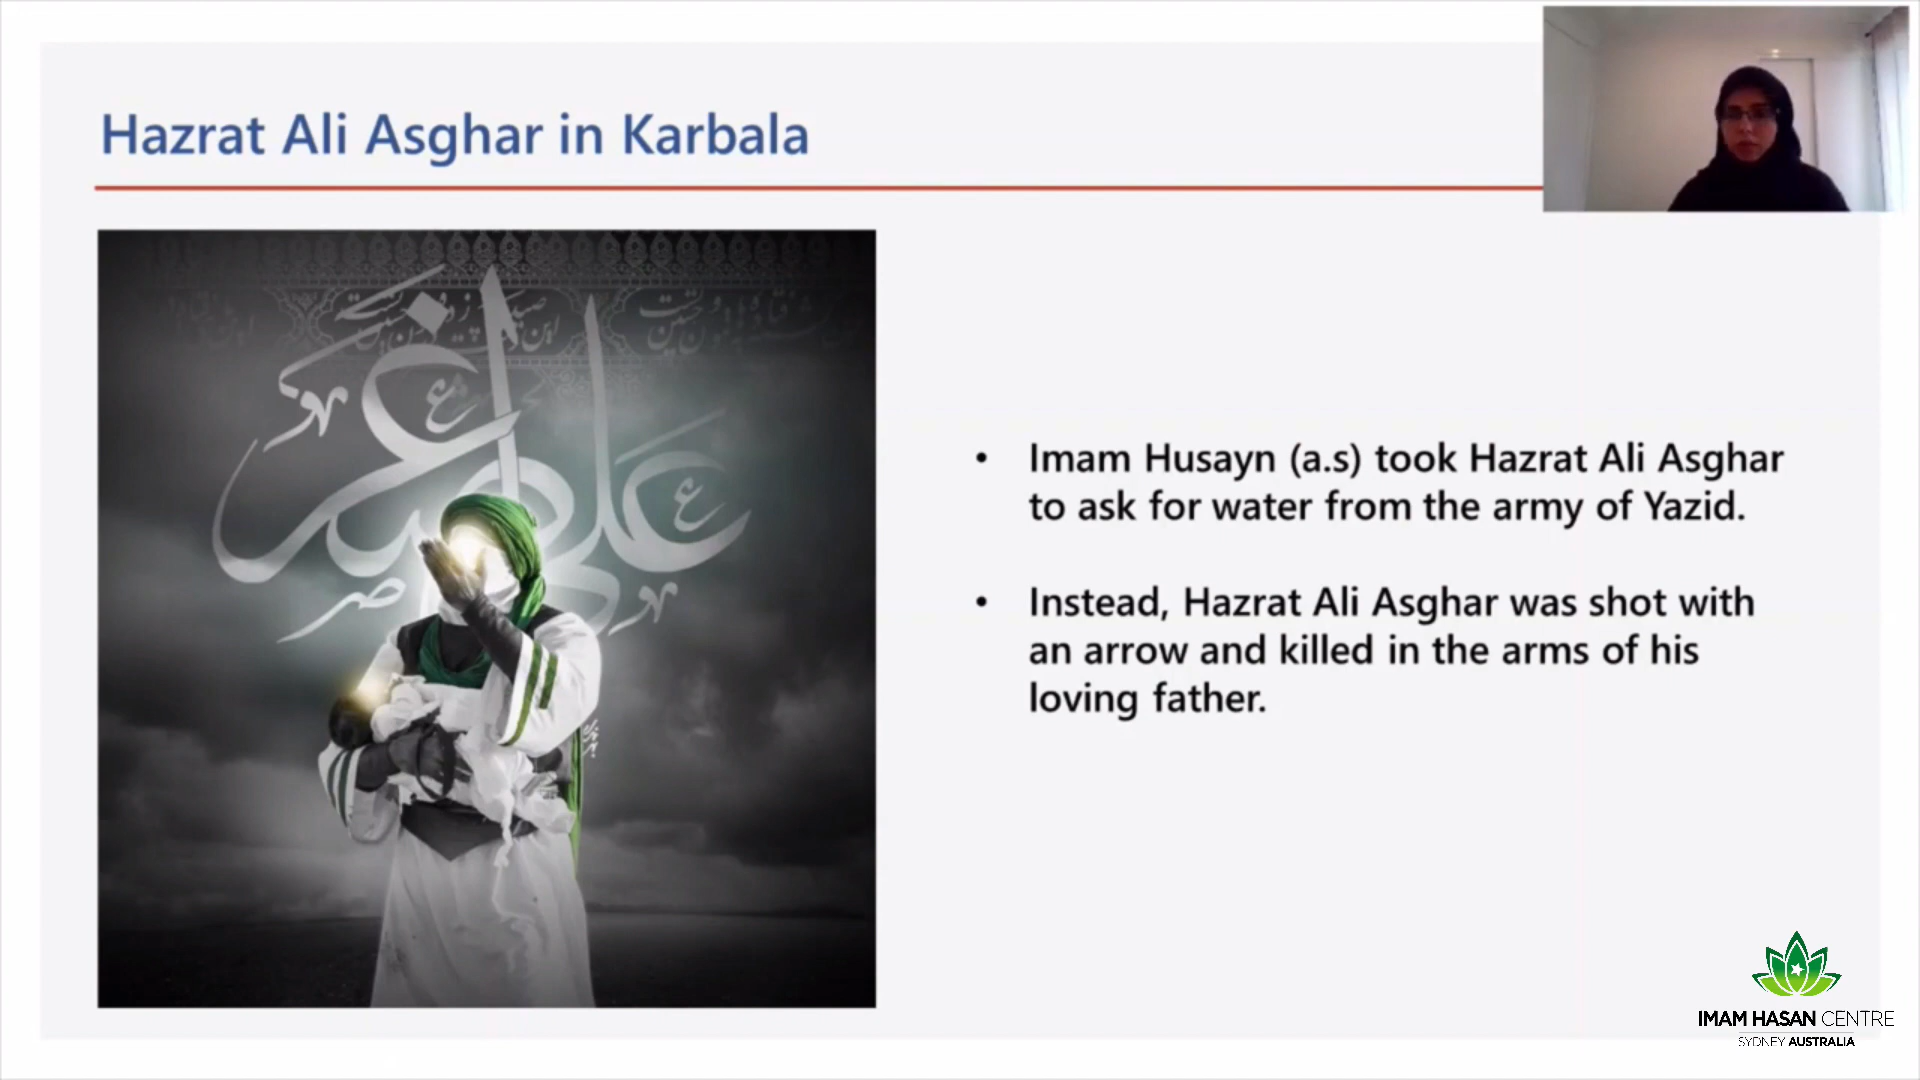 Hazrat Ali Asghar in Karbala
علی اصغر
• Imam Husayn (a.s) took Hazrat Ali Asghar
to ask for water from the army of Yazid.
• Instead, Hazrat Ali Asghar was shot with
an arrow and killed in the arms of his
loving father.
IMAM HASAN CENTRE
SYDNEY AUSTRALIA